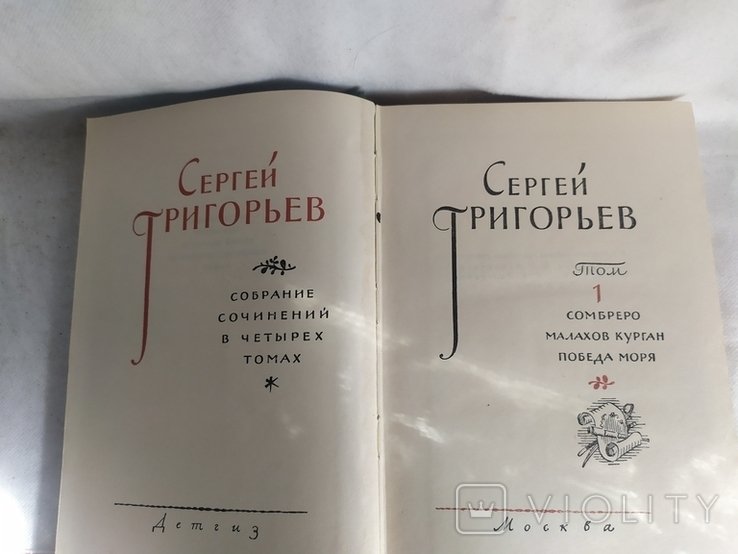 СЕРГЕЙ
ГРИГОРЬЕВ
СОБРАНИЕ
СОЧИНЕНИЙ
В ЧЕТЫРЕХ
ТОМАХ
Детгиз
СЕРГЕЙ
ГРИГОРЬЕВ
Том
1
СОМБРЕРО
МАЛАХОВ КУРГАН
ПОБЕДА МОРЯ
Москва
VIOLITY